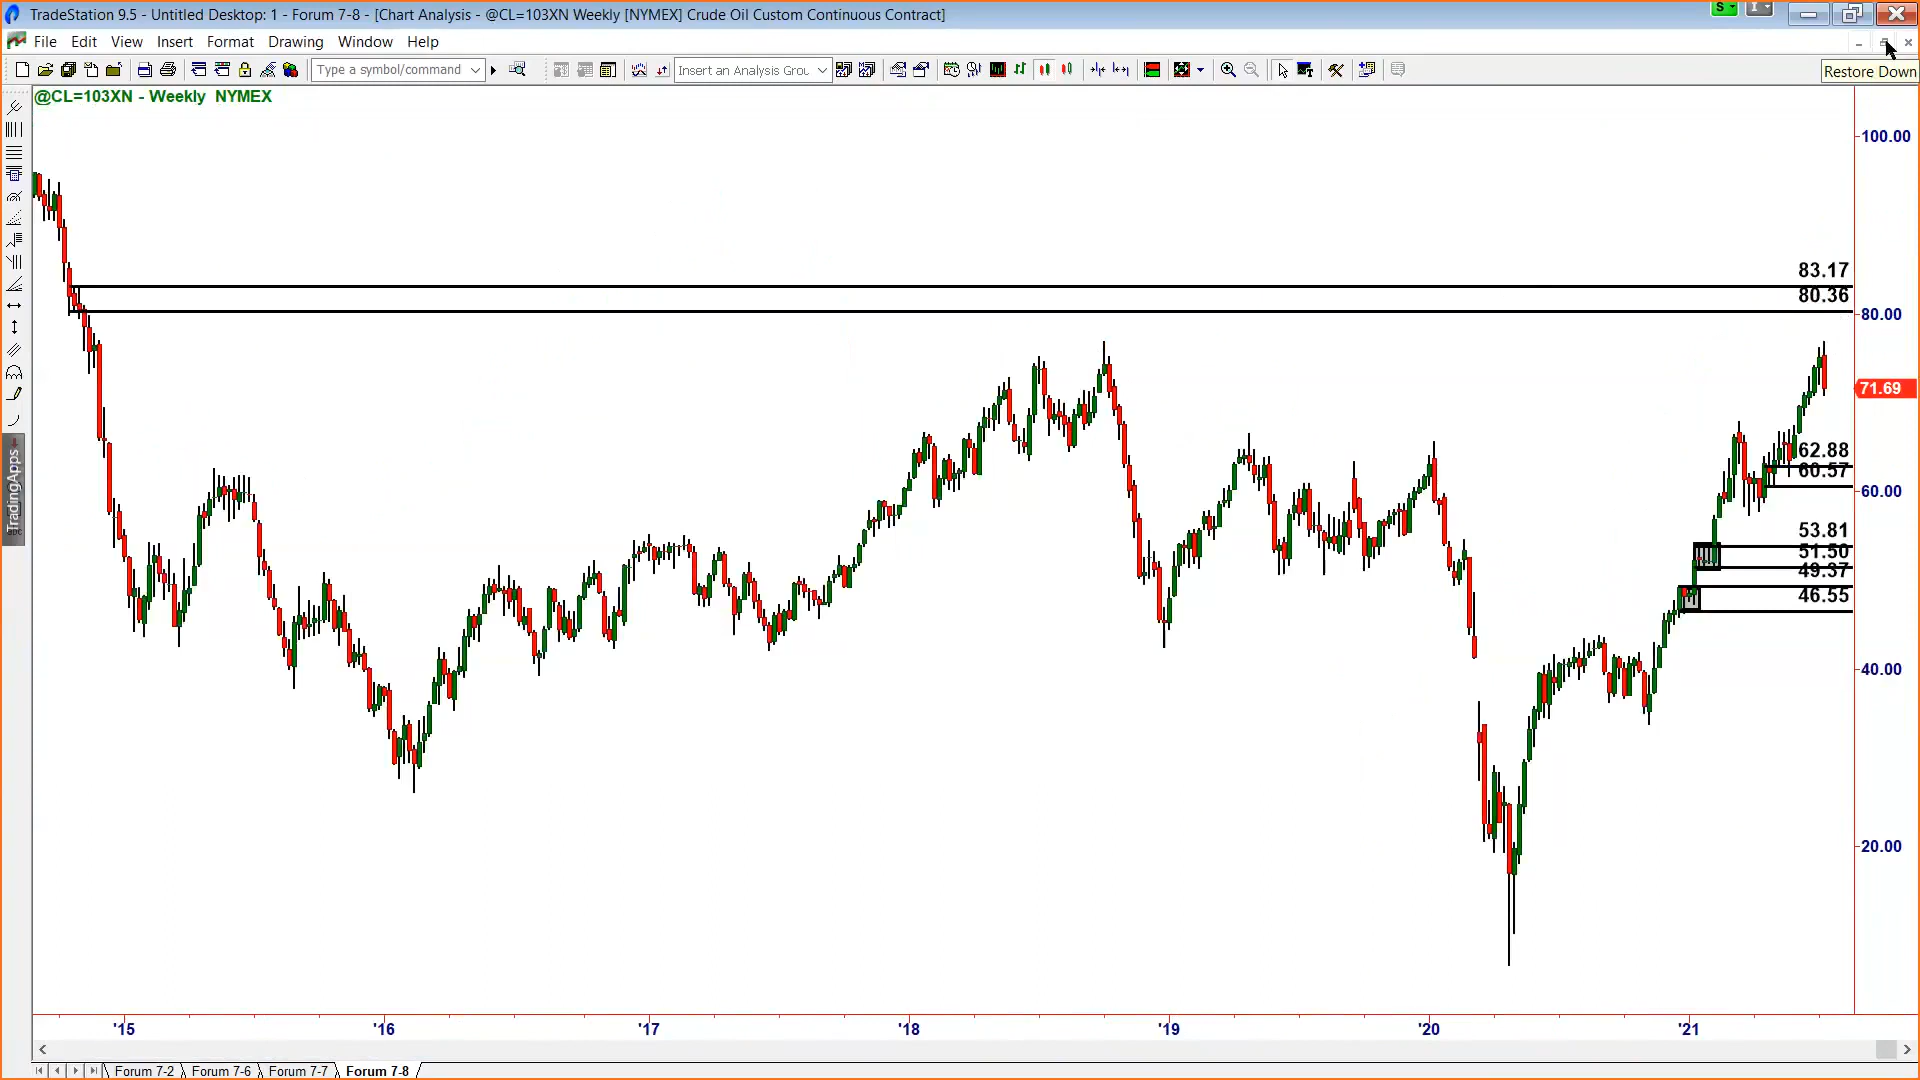 TradeStation 9.5 - Untitled Desktop: 1 - Forum 7-8 - [Chart Analysis - @CL=103XN Weekly [NYMEX] Crude Oil Custom Continuous Contract]
S
I
File Edit View Insert Format Drawing Window Help
Type a symbol/command
Insert an Analysis Grou
Restore Down
@CL=103XN - Weekly NYMEX
100.00
83.17
80.36
80.00
71.69
62.88
60.57
60.00
53.81
51.50
49.37
46.55
40.00
20.00
TradingApps
abc
'15 '16 '17 '18 '19 '20 '21
Forum 7-2 Forum 7-6 Forum 7-7 Forum 7-8